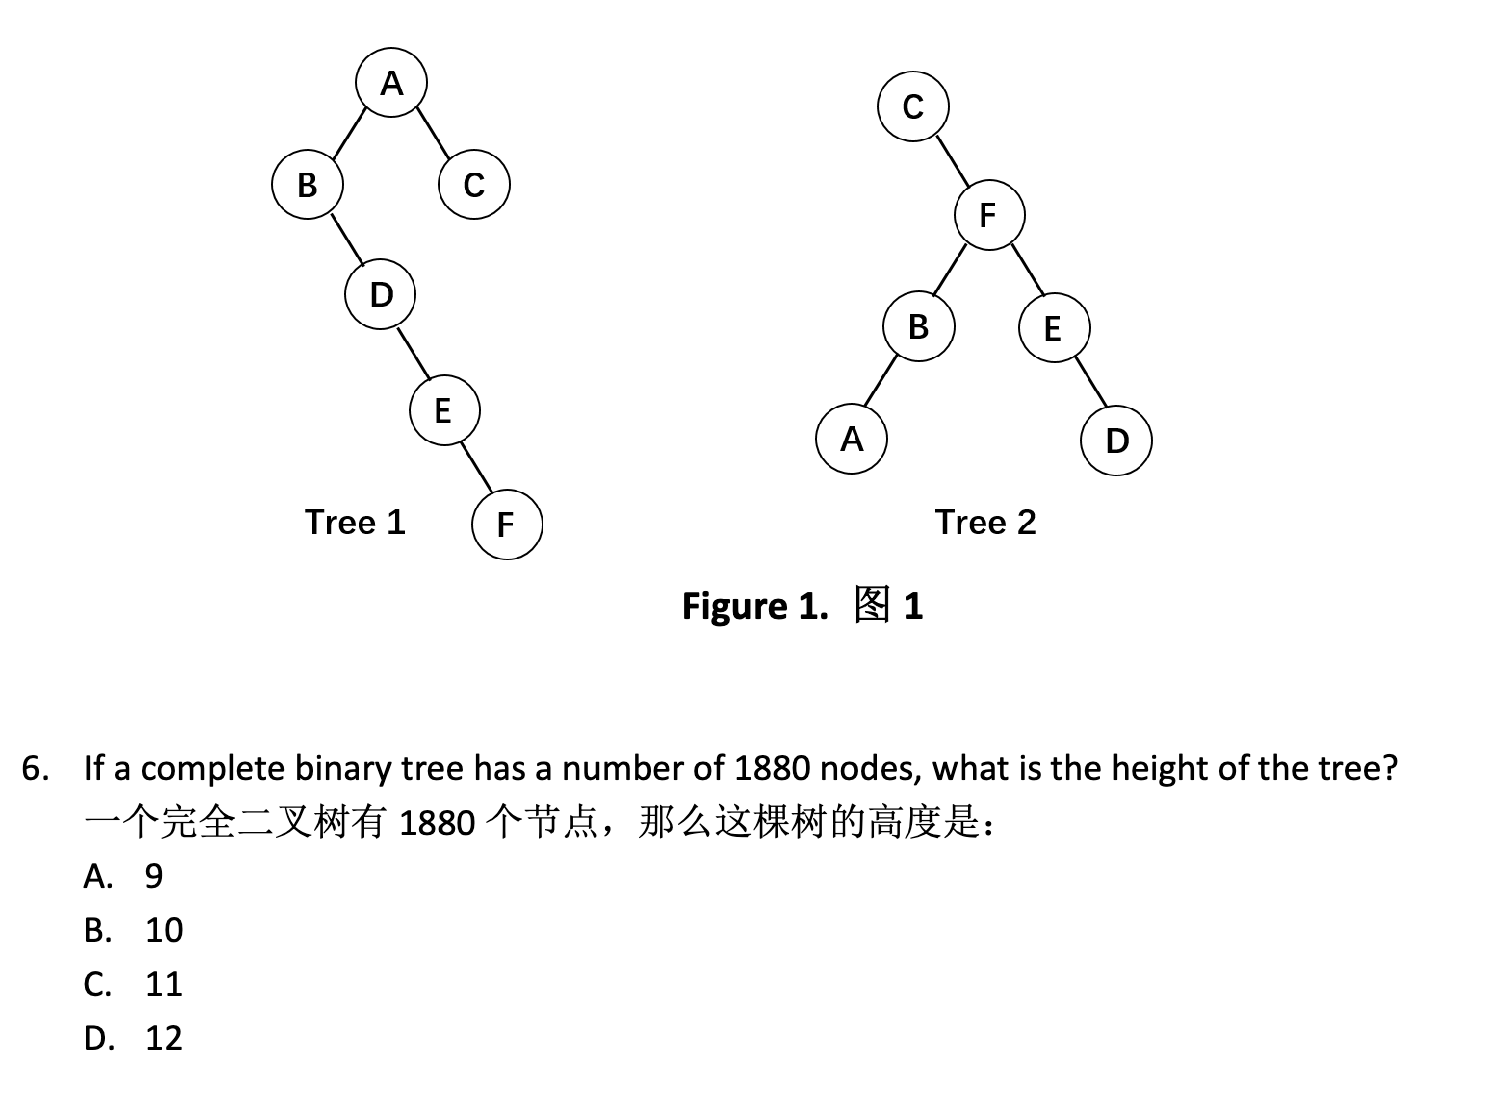 A
B
C
D
E
F
Tree 1
C
F
B
E
A
D
Tree 2
Figure 1. 图 1
6. If a complete binary tree has a number of 1880 nodes, what is the height of the tree?
一个完全二叉树有 1880 个节点，那么这棵树的高度是：
A. 9
B. 10
C. 11
D. 12